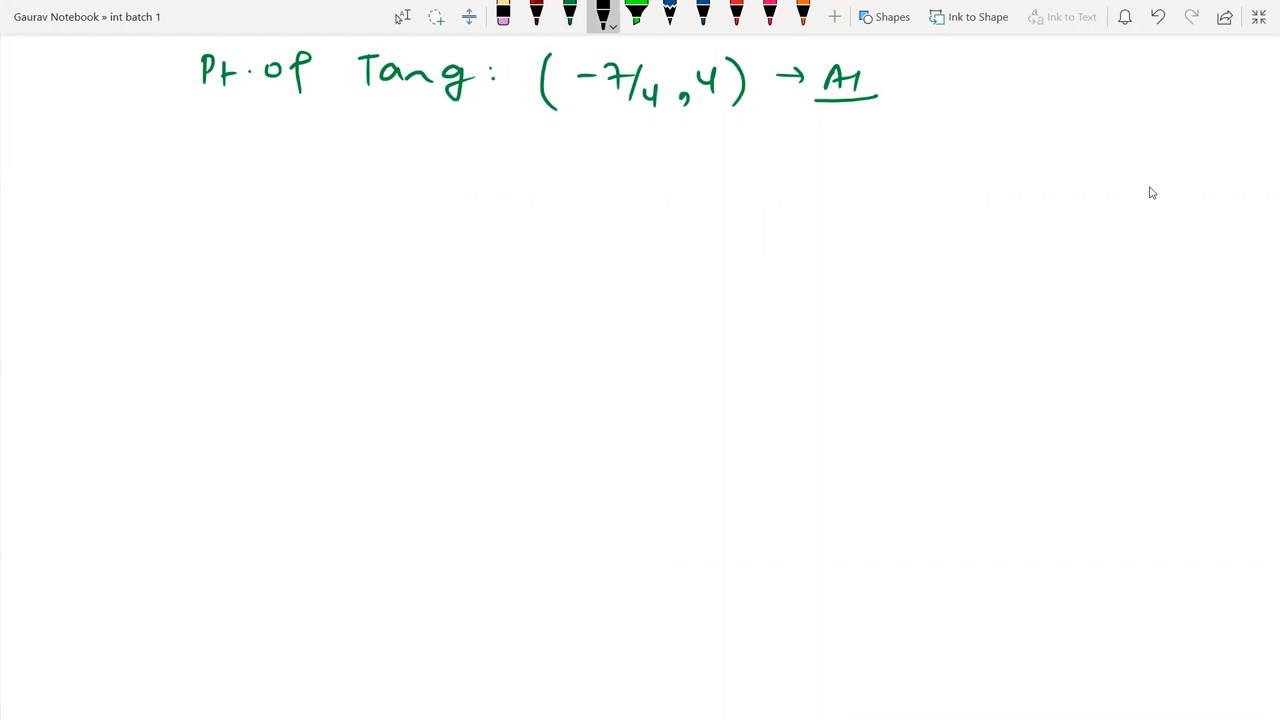 Gaurav Notebook » int batch 1
Shapes
Ink to Shape
Ink to Text
Pt. of Tang : ( -7/4 , 4 ) → A1